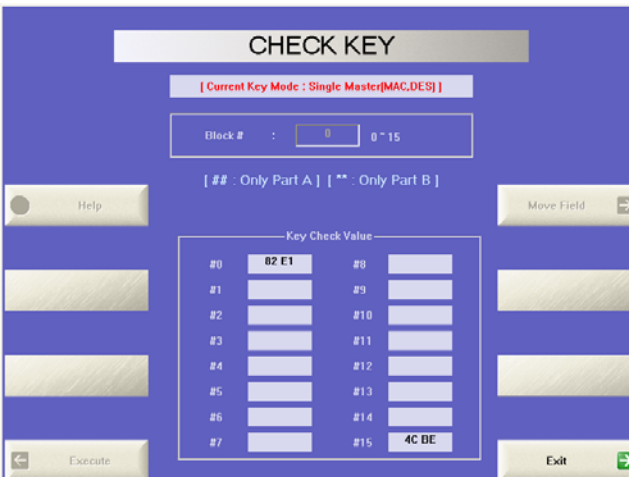 CHECK KEY
[ Current Key Mode : Single Master(MAC,DES) ]
Block # : 0 0~15
[ ## : Only Part A ] [ ** : Only Part B ]
Help
Move Field
Key Check Value
#0 82 E1 #8
#1 #9
#2 #10
#3 #11
#4 #12
#5 #13
#6 #14
#7 #15 4C BE
Execute
Exit